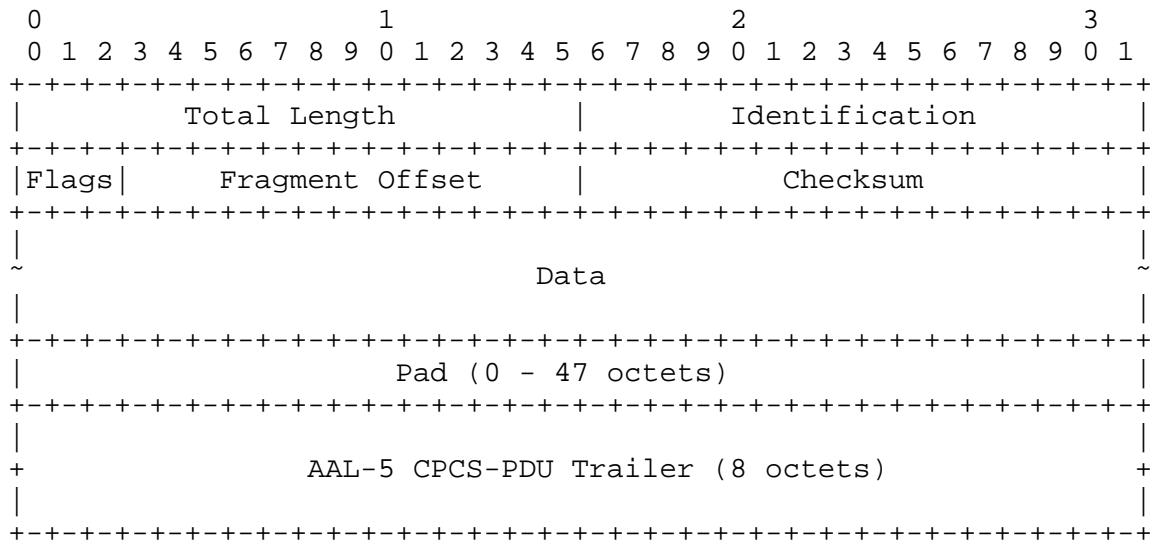 0                   1                   2                   3
 0 1 2 3 4 5 6 7 8 9 0 1 2 3 4 5 6 7 8 9 0 1 2 3 4 5 6 7 8 9 0 1
+-+-+-+-+-+-+-+-+-+-+-+-+-+-+-+-+-+-+-+-+-+-+-+-+-+-+-+-+-+-+-+-+
|         Total Length          |        Identification         |
+-+-+-+-+-+-+-+-+-+-+-+-+-+-+-+-+-+-+-+-+-+-+-+-+-+-+-+-+-+-+-+-+
|Flags|     Fragment Offset     |           Checksum            |
+-+-+-+-+-+-+-+-+-+-+-+-+-+-+-+-+-+-+-+-+-+-+-+-+-+-+-+-+-+-+-+-+
|                                                               |
~                            Data                               ~
|                                                               |
+-+-+-+-+-+-+-+-+-+-+-+-+-+-+-+-+-+-+-+-+-+-+-+-+-+-+-+-+-+-+-+-+
|                     Pad (0 - 47 octets)                       |
+-+-+-+-+-+-+-+-+-+-+-+-+-+-+-+-+-+-+-+-+-+-+-+-+-+-+-+-+-+-+-+-+
|                                                               |
+                AAL-5 CPCS-PDU Trailer (8 octets)              +
|                                                               |
+-+-+-+-+-+-+-+-+-+-+-+-+-+-+-+-+-+-+-+-+-+-+-+-+-+-+-+-+-+-+-+-+